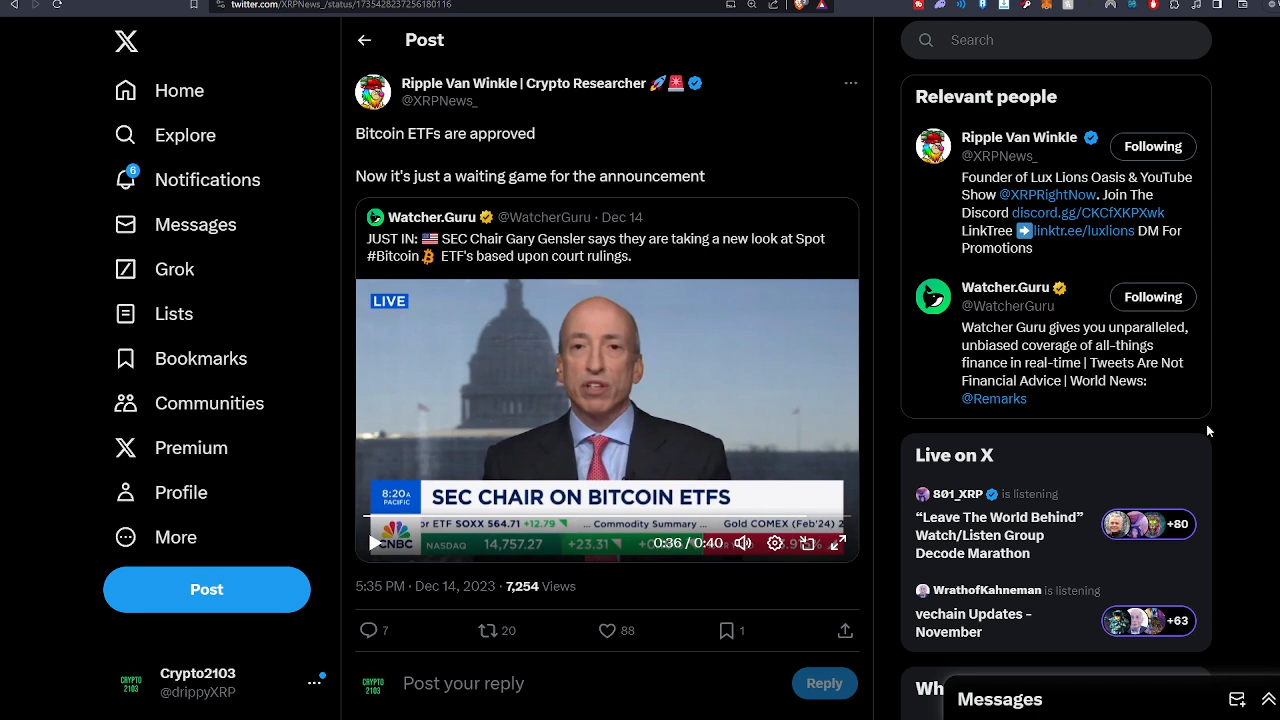 twitter.com/XRPNews_/status/1735428237256180116
Home
Explore
6
Notifications
Messages
Grok
Lists
Bookmarks
Communities
Premium
Profile
More
Post
CRYPTO
2103
Crypto2103
@drippyXRP
Post
Ripple Van Winkle | Crypto Researcher 🚀🚨
@XRPNews_
Bitcoin ETFs are approved
Now it's just a waiting game for the announcement
Watcher.Guru @WatcherGuru · Dec 14
JUST IN: 🇺🇸 SEC Chair Gary Gensler says they are taking a new look at Spot
#Bitcoin ETF's based upon court rulings.
LIVE
8:20A
PACIFIC
SEC CHAIR ON BITCOIN ETFS
or ETF SOXX 564.71 +12.79 ... Commodity Summary ... Gold COMEX (Feb'24) 2
CNBC
NASDAQ 14,757.27 +23.31
0:36 / 0:40
5:35 PM · Dec 14, 2023 · 7,254 Views
7
20
88
1
CRYPTO
2103
Post your reply
Reply
Search
Relevant people
Ripple Van Winkle
@XRPNews_
Following
Founder of Lux Lions Oasis & YouTube
Show @XRPRightNow. Join The
Discord discord.gg/CKCfXKPXwk
LinkTree ➡️linktr.ee/luxlions DM For
Promotions
Watcher.Guru
@WatcherGuru
Following
Watcher Guru gives you unparalleled,
unbiased coverage of all-things
finance in real-time | Tweets Are Not
Financial Advice | World News:
@Remarks
Live on X
801_XRP is listening
“Leave The World Behind”
Watch/Listen Group
Decode Marathon
+80
WrathofKahneman is listening
vechain Updates -
November
+63
Wh
Messages